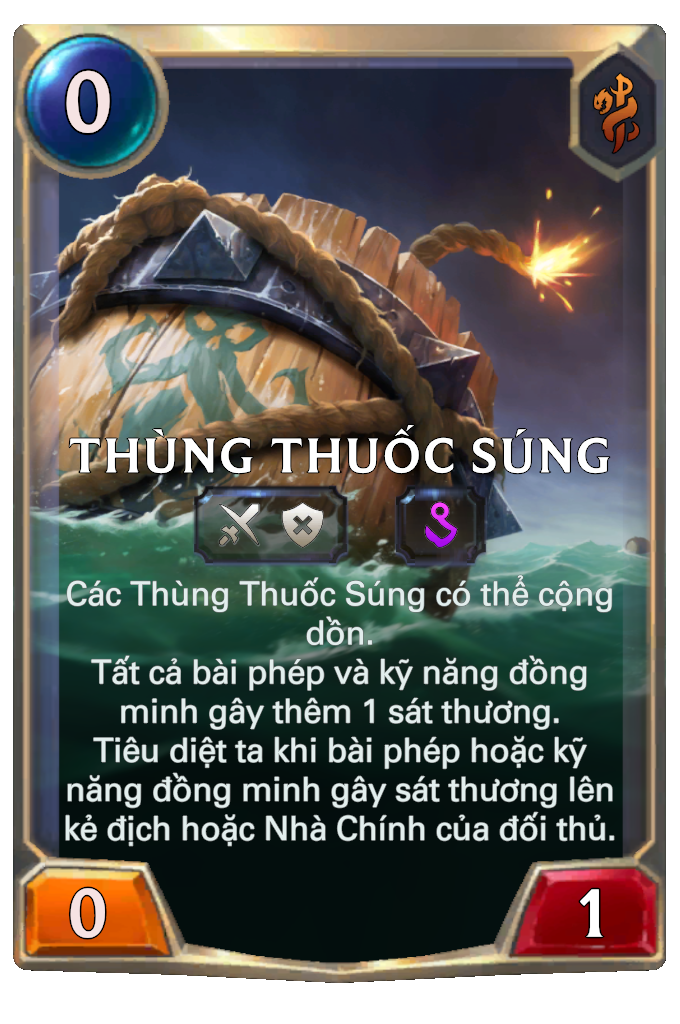 0
THÙNG THUỐC SÚNG
Các Thùng Thuốc Súng có thể cộng
dồn.
Tất cả bài phép và kỹ năng đồng
minh gây thêm 1 sát thương.
Tiêu diệt ta khi bài phép hoặc kỹ
năng đồng minh gây sát thương lên
kẻ địch hoặc Nhà Chính của đối thủ.
0
1